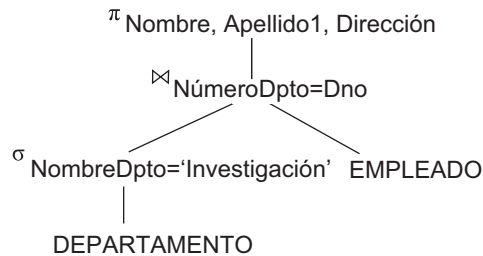 π Nombre, Apellido1, Dirección
⋈ NúmeroDpto=Dno
σ NombreDpto=‘Investigación’ EMPLEADO
DEPARTAMENTO